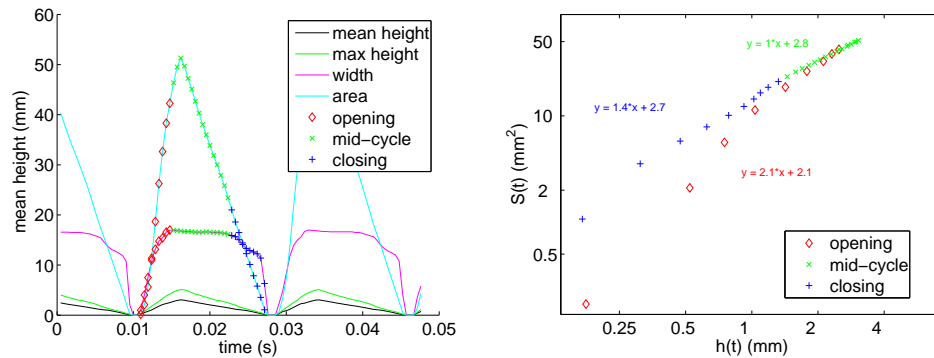 60
50
40
30
20
10
0
mean height (mm)
0
0.01
0.02
0.03
0.04
0.05
time (s)
mean height
max height
width
area
opening
mid−cycle
closing
50
10
2
0.5
S(t) (mm²)
y = 1*x + 2.8
y = 1.4*x + 2.7
y = 2.1*x + 2.1
opening
mid−cycle
closing
0.25
0.5
1
2
4
h(t) (mm)